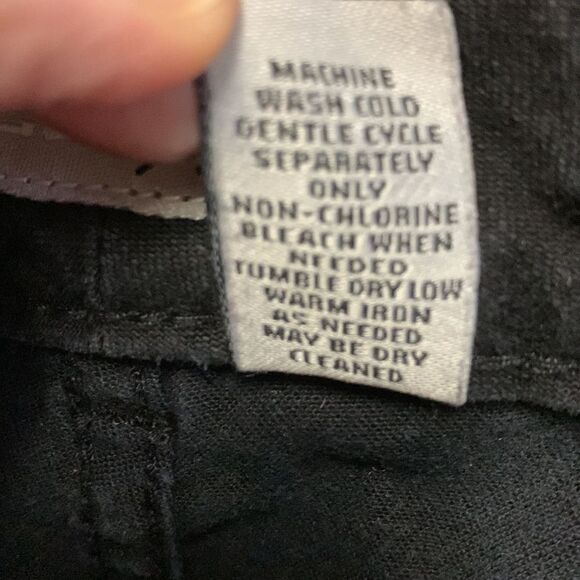 MACHINE
WASH COLD
GENTLE CYCLE
SEPARATELY
ONLY
NON-CHLORINE
BLEACH WHEN
NEEDED
TUMBLE DRY LOW
WARM IRON
AS NEEDED
MAY BE DRY
CLEANED